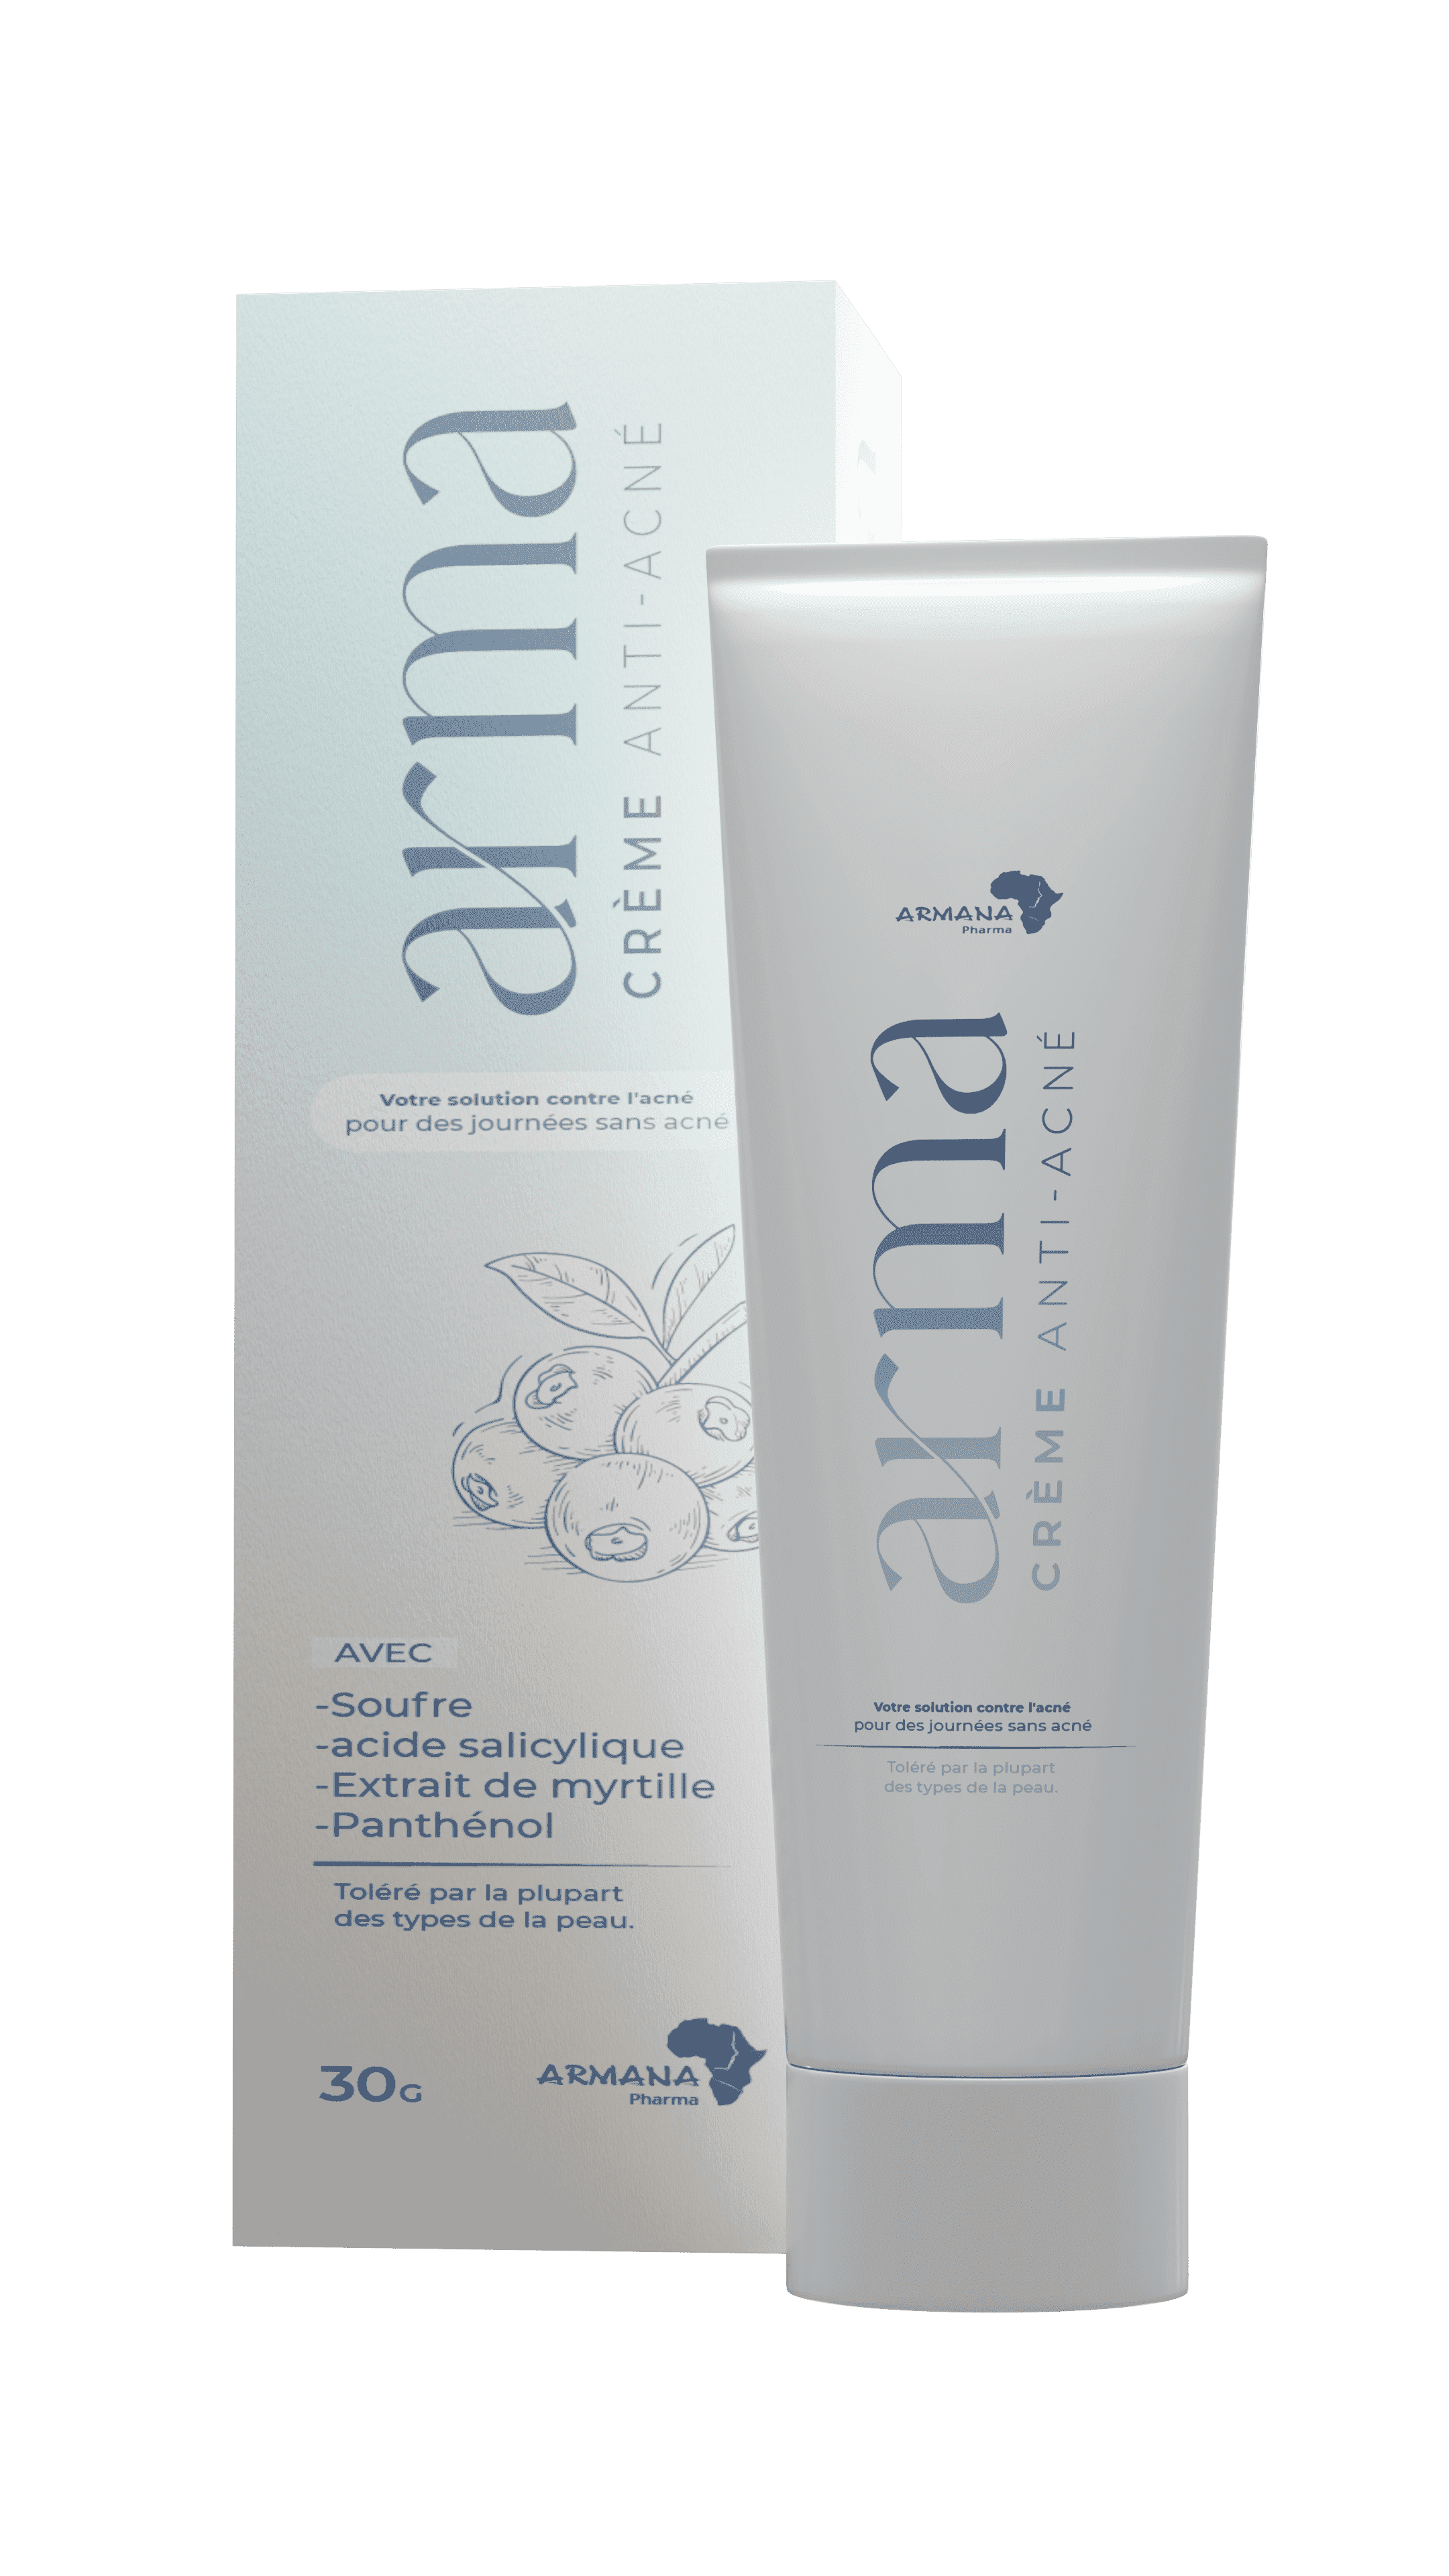 arma
CRÈME ANTI-ACNÉ
Votre solution contre l'acné
pour des journées sans acné
AVEC
-Soufre
-acide salicylique
-Extrait de myrtille
-Panthénol
Toléré par la plupart
des types de la peau.
30G
ARMANA
Pharma
ARMANA
Pharma
arma
CRÈME ANTI-ACNÉ
Votre solution contre l'acné
pour des journées sans acné
Toléré par la plupart
des types de la peau.